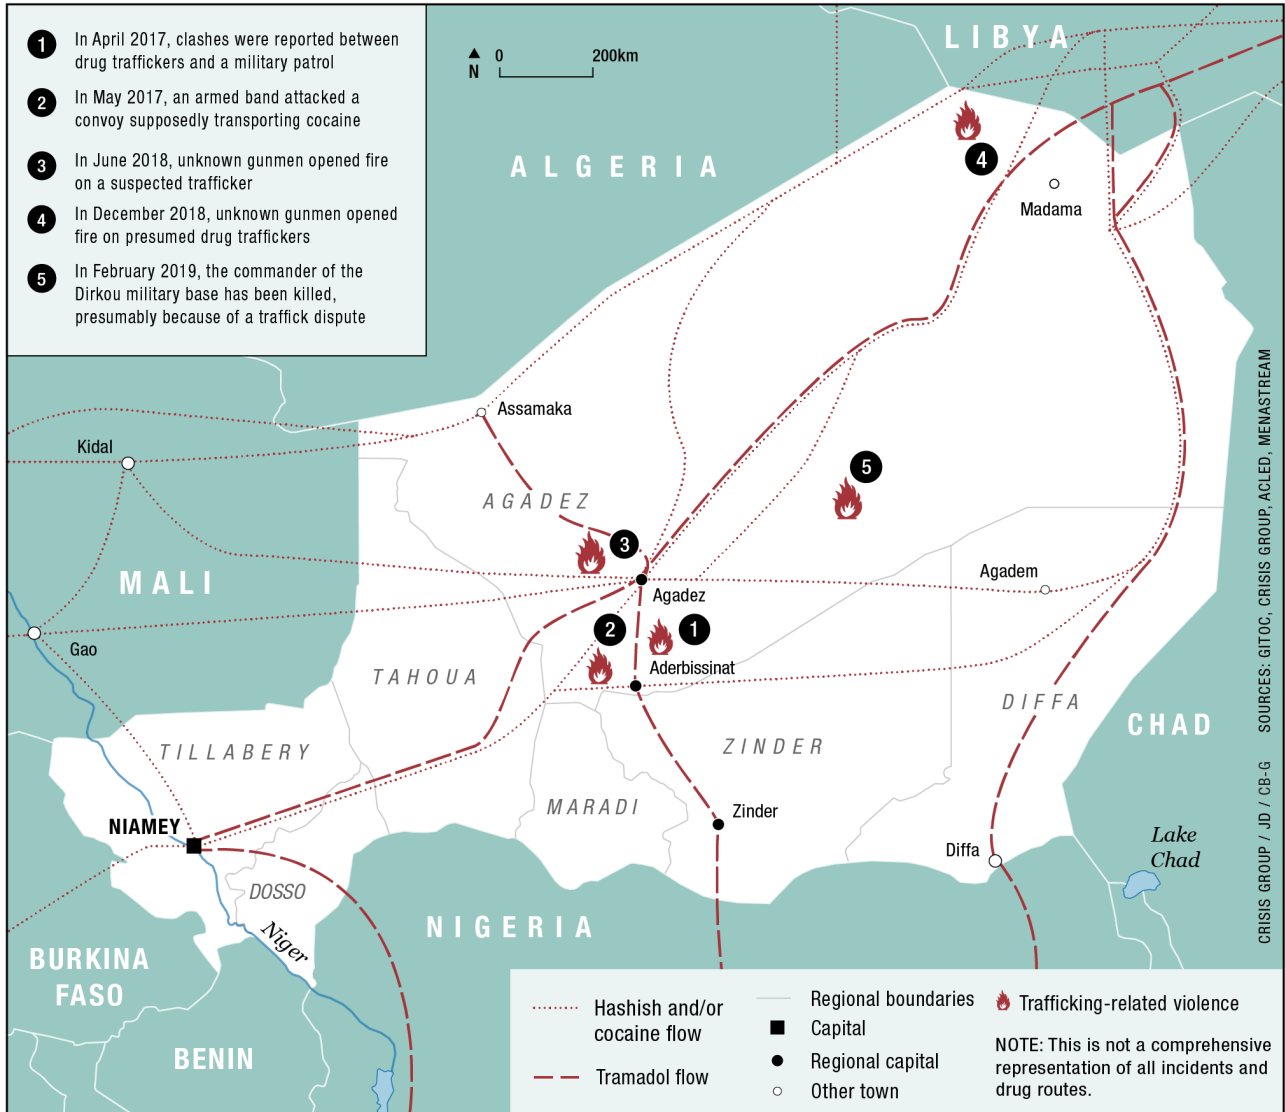 1 In April 2017, clashes were reported between
drug traffickers and a military patrol
2 In May 2017, an armed band attacked a
convoy supposedly transporting cocaine
3 In June 2018, unknown gunmen opened fire
on a suspected trafficker
4 In December 2018, unknown gunmen opened
fire on presumed drug traffickers
5 In February 2019, the commander of the
Dirkou military base has been killed,
presumably because of a traffick dispute
0 200km
N
LIBYA
ALGERIA
4
Madama
Assamaka
Kidal
AGADEZ
5
3
MALI
Agadem
Agadez
Gao
2
1
Aderbissinat
TAHOUA
DIFFA
CHAD
TILLABERY
ZINDER
MARADI
Zinder
NIAMEY
Diffa
Lake
Chad
DOSSO
Niger
NIGERIA
BURKINA
FASO
BENIN
Hashish and/or
cocaine flow
Tramadol flow
Regional boundaries
Capital
Regional capital
Other town
Trafficking-related violence
NOTE: This is not a comprehensive
representation of all incidents and
drug routes.
CRISIS GROUP / JD / CB-G SOURCES: GITOC, CRISIS GROUP, ACLED, MENASTREAM